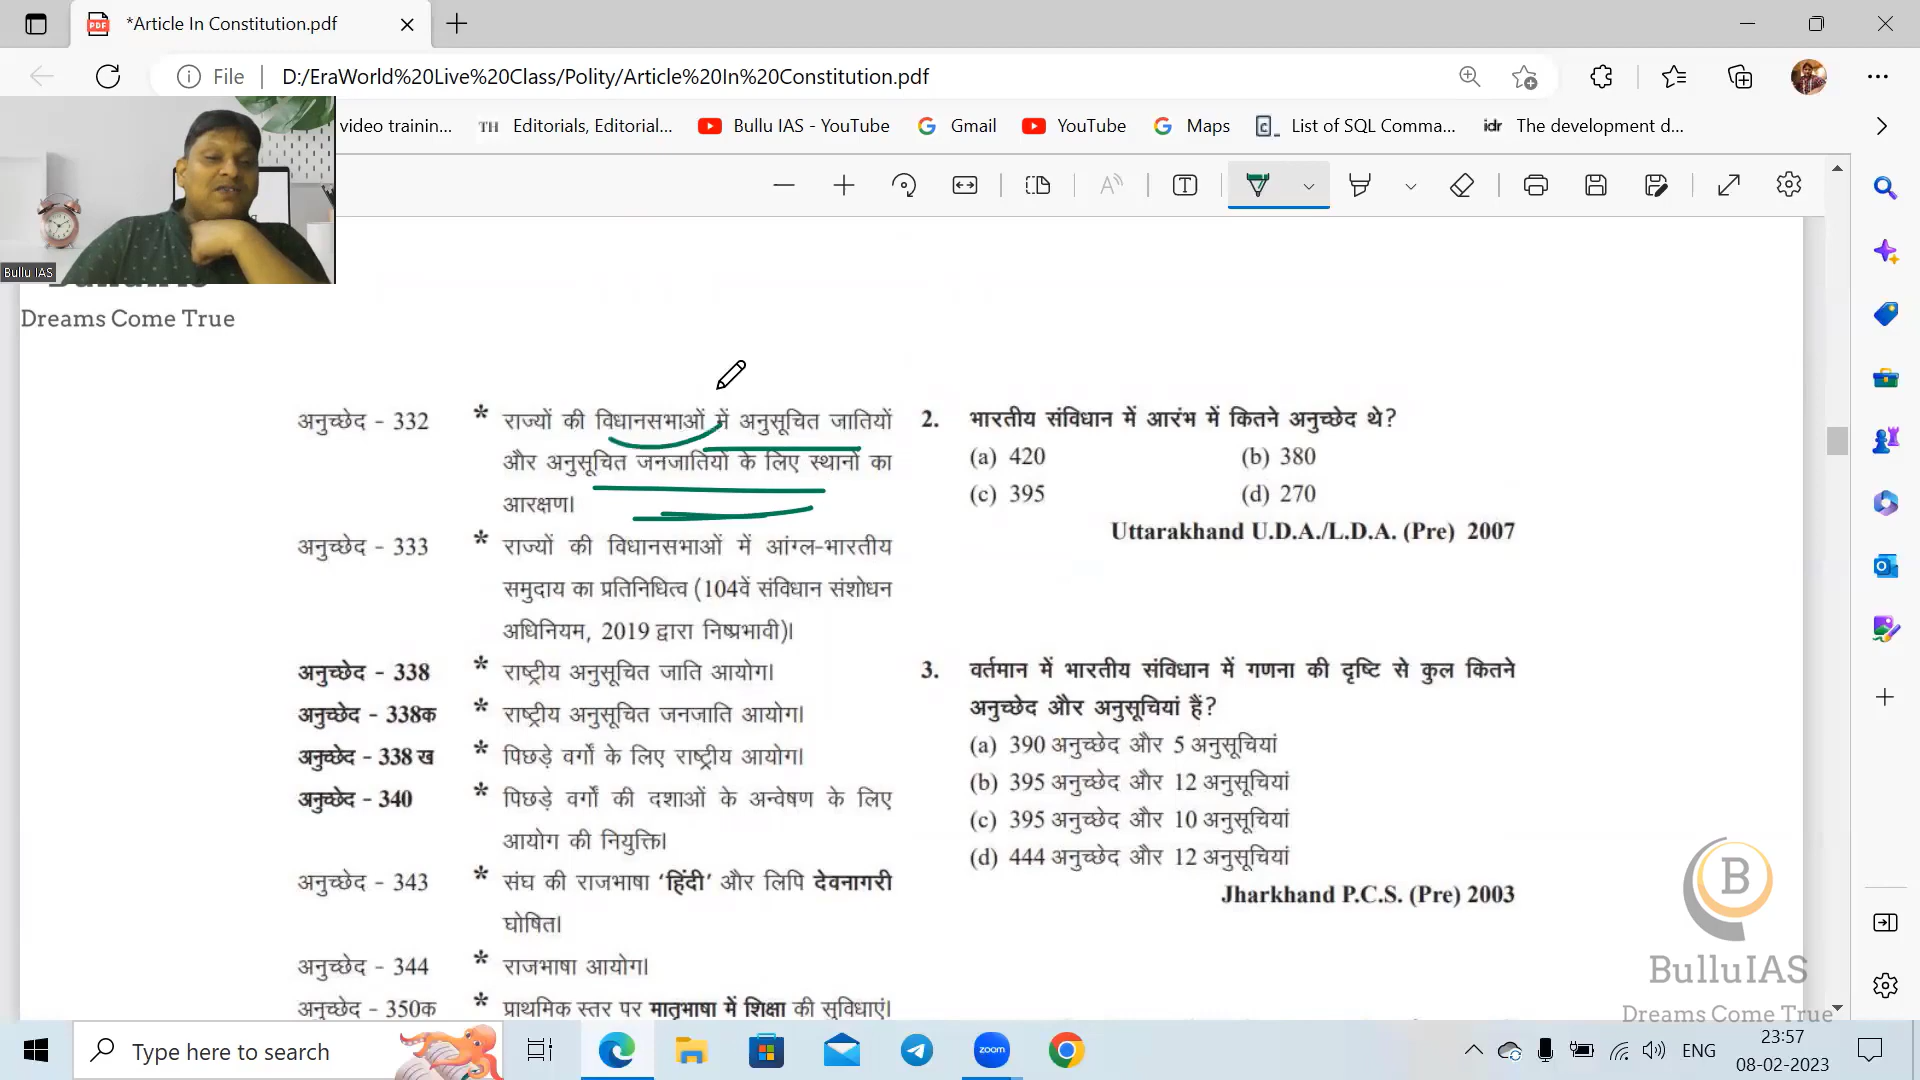 *Article In Constitution.pdf
File
D:/EraWorld%20Live%20Class/Polity/Article%20In%20Constitution.pdf
video trainin...
TH Editorials, Editorial...
Bullu IAS - YouTube
Gmail
YouTube
Maps
List of SQL Comma...
idr The development d...
Bullu IAS
Dreams Come True
अनुच्छेद - 332 * राज्यों की विधानसभाओं में अनुसूचित जातियों
और अनुसूचित जनजातियों के लिए स्थानों का
आरक्षण।
अनुच्छेद - 333 * राज्यों की विधानसभाओं में आंग्ल-भारतीय
समुदाय का प्रतिनिधित्व (104वें संविधान संशोधन
अधिनियम, 2019 द्वारा निष्प्रभावी)।
अनुच्छेद - 338 * राष्ट्रीय अनुसूचित जाति आयोग।
अनुच्छेद - 338क * राष्ट्रीय अनुसूचित जनजाति आयोग।
अनुच्छेद - 338 ख * पिछड़े वर्गों के लिए राष्ट्रीय आयोग।
अनुच्छेद - 340 * पिछड़े वर्गों की दशाओं के अन्वेषण के लिए
आयोग की नियुक्ति।
अनुच्छेद - 343 * संघ की राजभाषा ‘हिंदी’ और लिपि देवनागरी
घोषित।
अनुच्छेद - 344 * राजभाषा आयोग।
अनुच्छेद - 350क * प्राथमिक स्तर पर मातृभाषा में शिक्षा की सुविधाएं।
2. भारतीय संविधान में आरंभ में कितने अनुच्छेद थे?
(a) 420 (b) 380
(c) 395 (d) 270
Uttarakhand U.D.A./L.D.A. (Pre) 2007
3. वर्तमान में भारतीय संविधान में गणना की दृष्टि से कुल कितने
अनुच्छेद और अनुसूचियां हैं?
(a) 390 अनुच्छेद और 5 अनुसूचियां
(b) 395 अनुच्छेद और 12 अनुसूचियां
(c) 395 अनुच्छेद और 10 अनुसूचियां
(d) 444 अनुच्छेद और 12 अनुसूचियां
Jharkhand P.C.S. (Pre) 2003
B
BulluIAS
Dreams Come True
Type here to search
zoom
ENG
23:57
08-02-2023